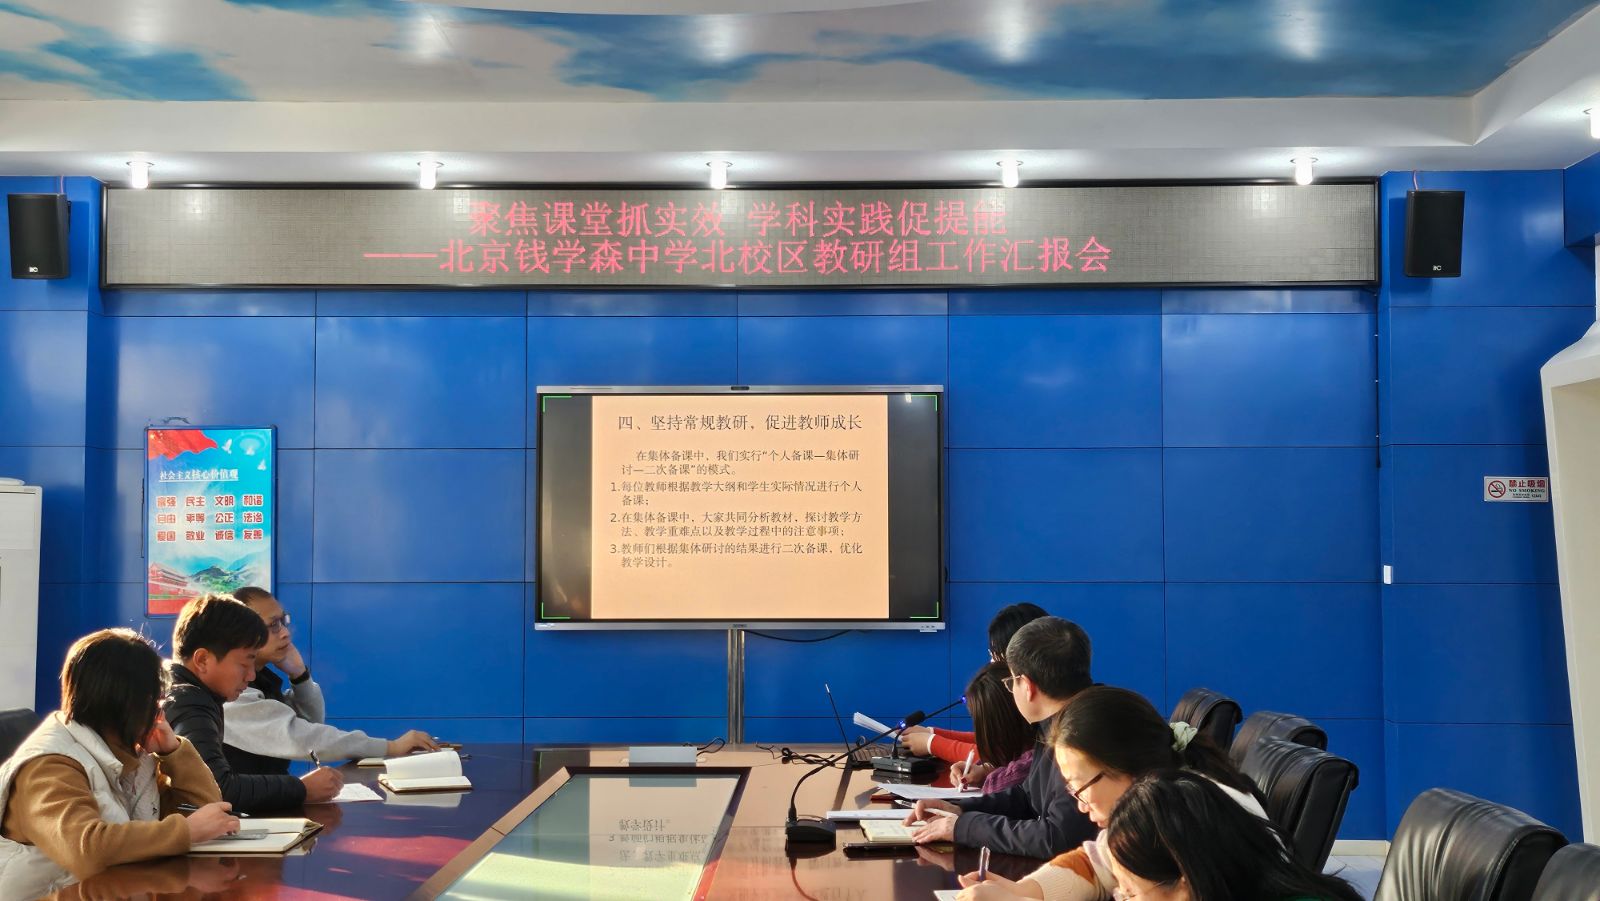 聚焦课堂抓实效 学科实践促提能
——北京钱学森中学北校区教研组工作汇报会
四、坚持常规教研，促进教师成长
在集体备课中，我们实行“个人备课—集体研
讨—二次备课”的模式。
1.每位教师根据教学大纲和学生实际情况进行个人
备课；
2.在集体备课中，大家共同分析教材，探讨教学方
法、教学重难点以及教学过程中的注意事项；
3.教师们根据集体研讨的结果进行二次备课，优化
教学设计。
社会主义核心价值观
富强 民主 文明 和谐
自由 平等 公正 法治
爱国 敬业 诚信 友善
禁止吸烟
NO SMOKING